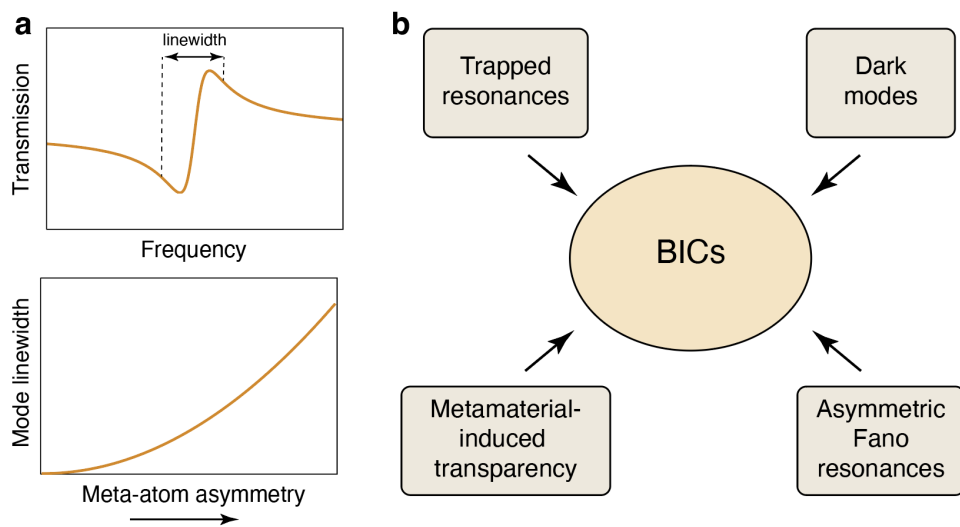 a
linewidth
Transmission
Frequency
Mode linewidth
Meta-atom asymmetry
b
Trapped
resonances
Dark
modes
BICs
Metamaterial-
induced
transparency
Asymmetric
Fano
resonances